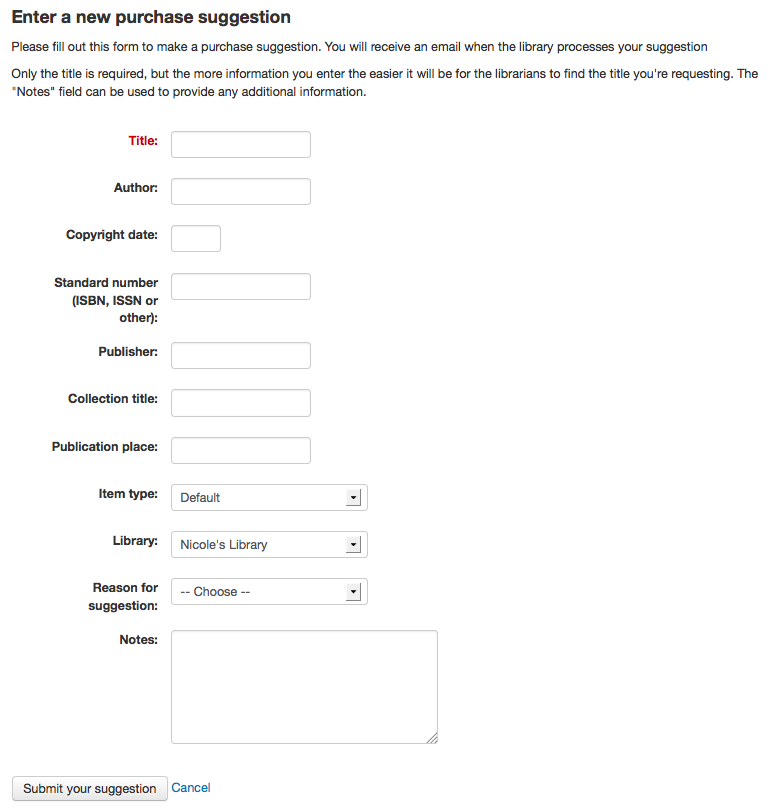 Enter a new purchase suggestion
Please fill out this form to make a purchase suggestion. You will receive an email when the library processes your suggestion
Only the title is required, but the more information you enter the easier it will be for the librarians to find the title you're requesting. The
"Notes" field can be used to provide any additional information.
Title:
Author:
Copyright date:
Standard number
(ISBN, ISSN or
other):
Publisher:
Collection title:
Publication place:
Item type: Default
Library: Nicole's Library
Reason for
suggestion: -- Choose --
Notes:
Submit your suggestion Cancel